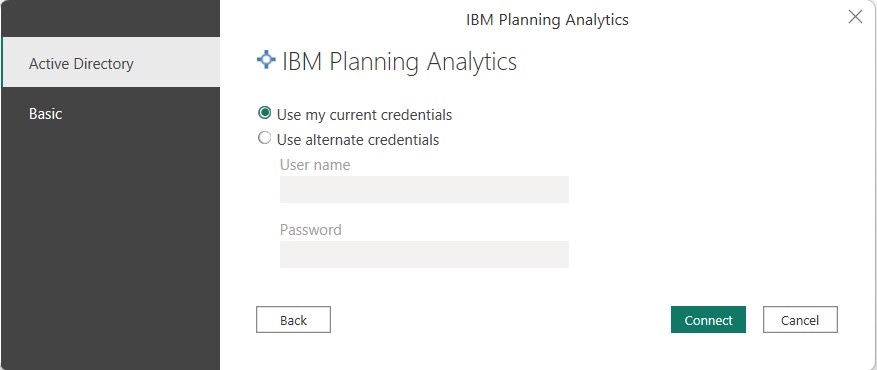 IBM Planning Analytics
Active Directory
Basic
IBM Planning Analytics
Use my current credentials
Use alternate credentials
User name
Password
Back
Connect
Cancel